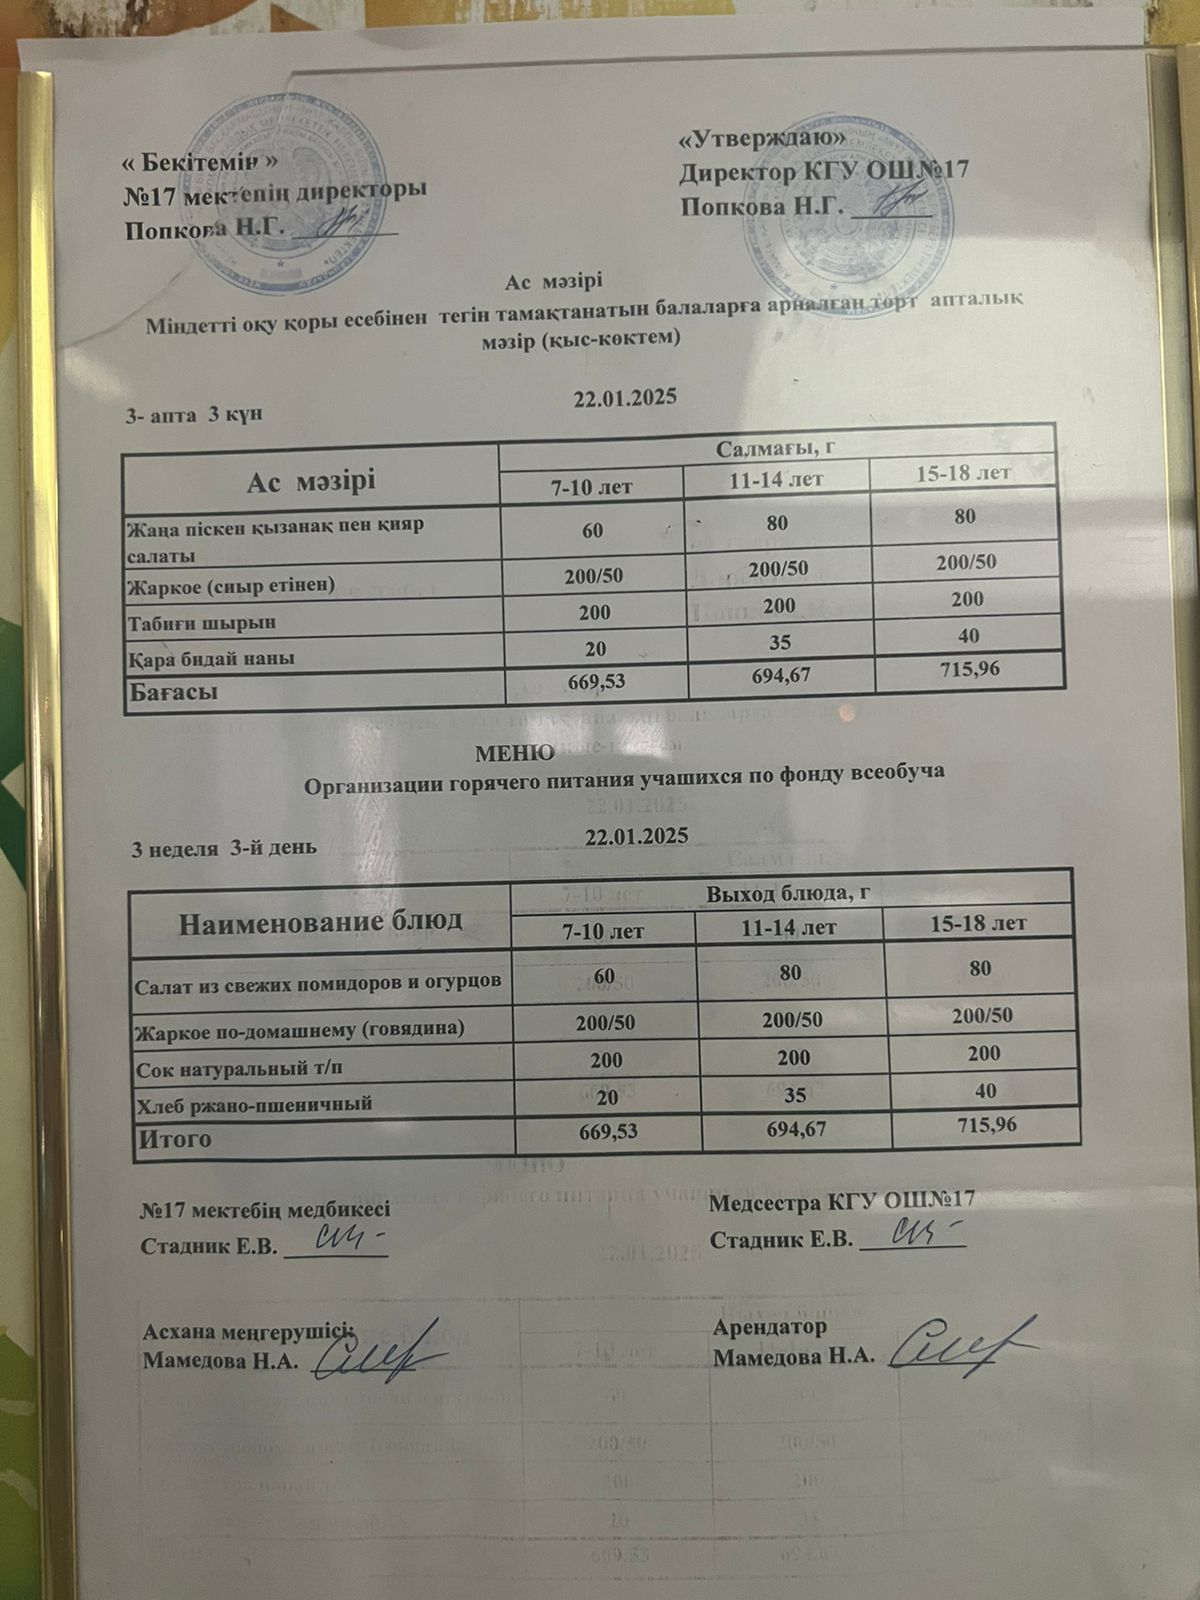 « Бекітемін »
№17 мектепің директоры
Попкова Н.Г.
«Утверждаю»
Директор КГУ ОШ№17
Попкова Н.Г.
Ас мәзірі
Міндетті оқу қоры есебінен тегін тамақтанатын балаларға арналған төрт апталық
мәзір (қыс-көктем)
3- апта 3 күн
22.01.2025
Ас мәзірі
Салмағы, г
7-10 лет 11-14 лет 15-18 лет
Жаңа піскен қызанақ пен қияр
салаты
60 80 80
Жаркое (сиыр етінен) 200/50 200/50 200/50
Табиғи шырын 200 200 200
Қара бидай наны 20 35 40
Бағасы 669,53 694,67 715,96
МЕНЮ
Организации горячего питания учашихся по фонду всеобуча
3 неделя 3-й день
22.01.2025
Наименование блюд
Выход блюда, г
7-10 лет 11-14 лет 15-18 лет
Салат из свежих помидоров и огурцов 60 80 80
Жаркое по-домашнему (говядина) 200/50 200/50 200/50
Сок натуральный т/п 200 200 200
Хлеб ржано-пшеничный 20 35 40
Итого 669,53 694,67 715,96
№17 мектебің медбикесі
Стадник Е.В.
Медсестра КГУ ОШ№17
Стадник Е.В.
Асхана меңгерушісі:
Мамедова Н.А.
Арендатор
Мамедова Н.А.